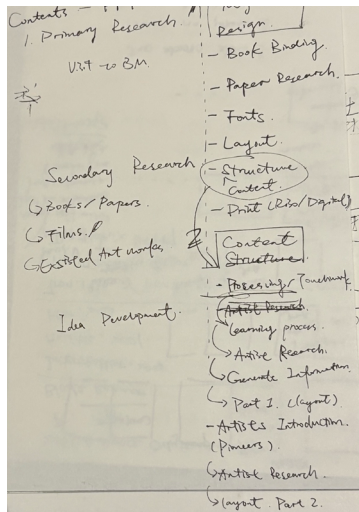 Contents -
1. Primary Research.
Visit to BM.
Secondary Research
Books/Papers.
Films.
Existed Art works
Idea Development.
Design.
- Book Binding.
- Paper Research.
- Fonts.
- Layout.
- Structure
Content.
- Print (Riso/Digital)
Content
Structure
- Processing/Touch
Artist Research
Learning process.
Artist Research.
Generate Information
Part 1. (layout)
- Artists Introduction.
(Pioneers).
Artist Research.
layout. Part 2.